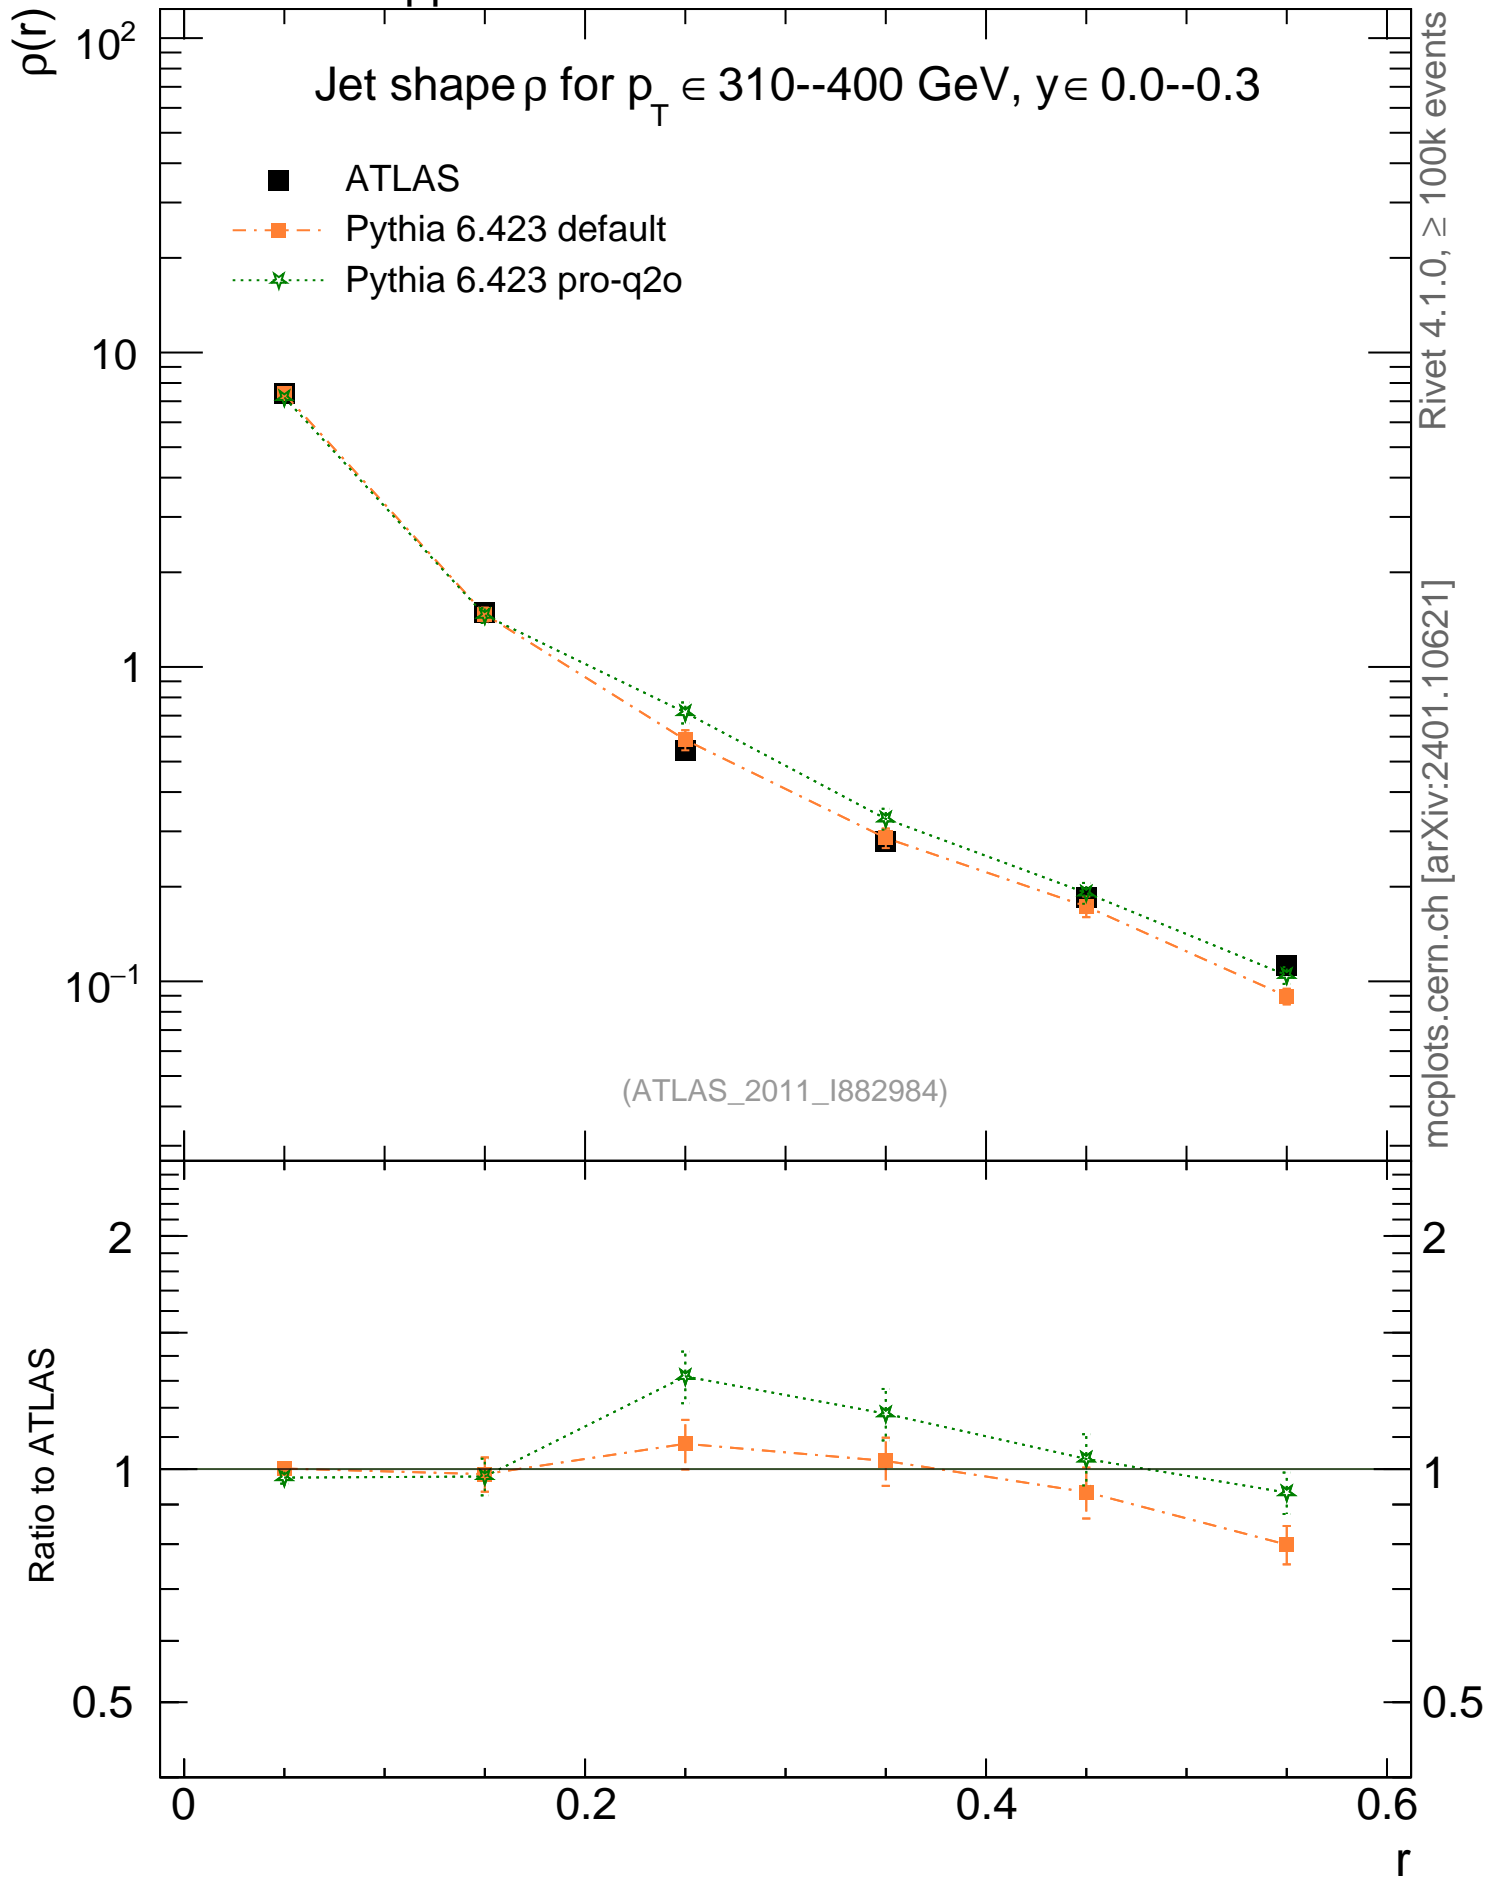 ρ(r)
Jet shape ρ for p_T ∈ 310--400 GeV, y ∈ 0.0--0.3
ATLAS
Pythia 6.423 default
Pythia 6.423 pro-q2o
10²
10
1
10⁻¹
(ATLAS_2011_I882984)
Rivet 4.1.0, ≥ 100k events
mcplots.cern.ch [arXiv:2401.10621]
Ratio to ATLAS
2
1
0.5
2
1
0.5
0
0.2
0.4
0.6
r